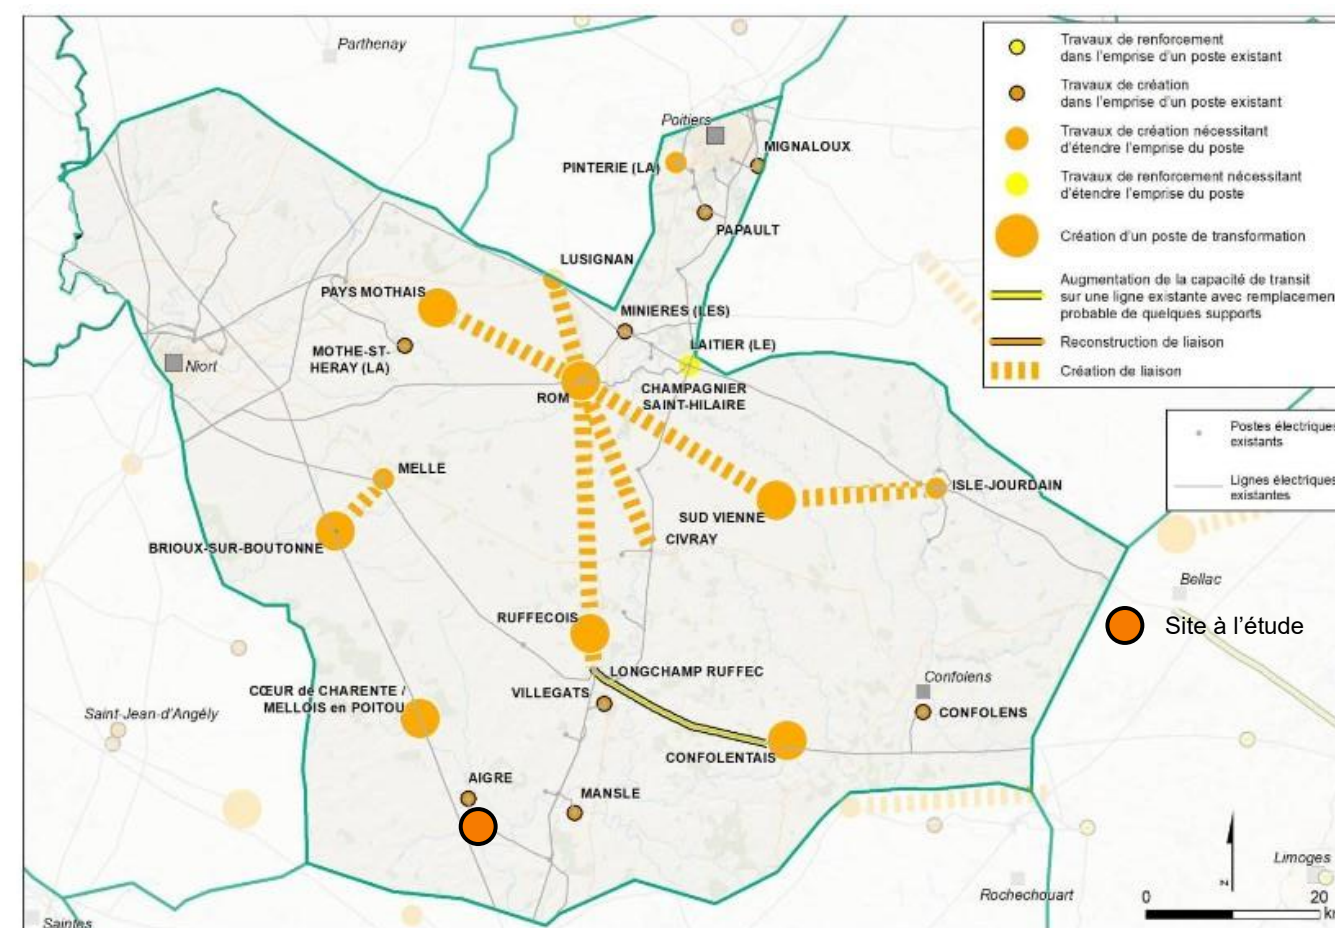 Parthenay
Poitiers
MIGNALOUX
PINTERIE (LA)
PAPAULT
LUSIGNAN
PAYS MOTHAIS
MINIERES (LES)
MOTHE-ST-
HERAY (LA)
LAITIER (LE)
Niort
ROM
CHAMPAGNIER
SAINT-HILAIRE
MELLE
ISLE-JOURDAIN
SUD VIENNE
CIVRAY
BRIOUX-SUR-BOUTONNE
RUFFECOIS
LONGCHAMP RUFFEC
VILLEGATS
CŒUR de CHARENTE /
MELLOIS en POITOU
Confolens
CONFOLENS
Saint-Jean-d'Angély
CONFOLENTAIS
AIGRE
MANSLE
Bellac
Site à l'étude
Limoges
Rochechouart
Saintes
Travaux de renforcement
dans l'emprise d'un poste existant
Travaux de création
dans l'emprise d'un poste existant
Travaux de création nécessitant
d'étendre l'emprise du poste
Travaux de renforcement nécessitant
d'étendre l'emprise du poste
Création d'un poste de transformation
Augmentation de la capacité de transit
sur une ligne existante avec remplacemen
probable de quelques supports
Reconstruction de liaison
Création de liaison
Postes électriques
existants
Lignes électriques
existantes
N
0 20
km